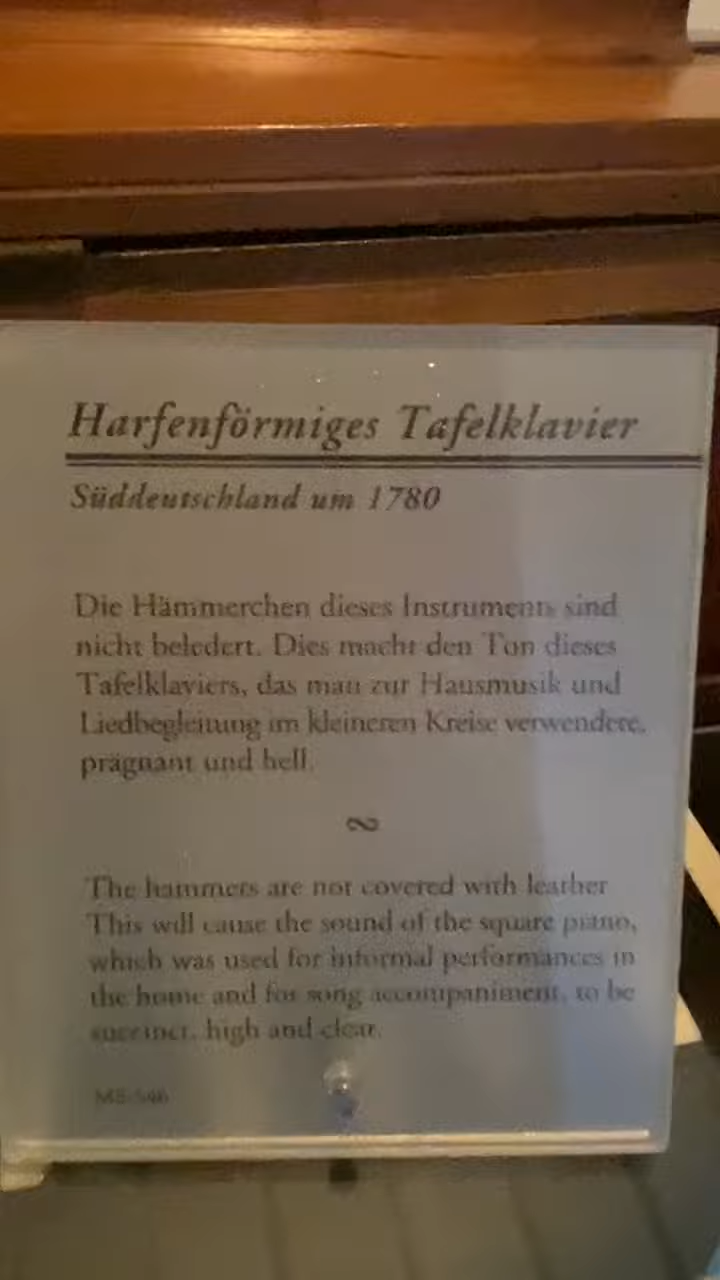 Harfenförmiges Tafelklavier
Süddeutschland um 1780
Die Hämmerchen dieses Instruments sind
nicht beledert. Dies macht den Ton dieses
Tafelklaviers, das man zur Hausmusik und
Liedbegleitung im kleineren Kreise verwendete,
prägnant und hell.
The hammers are not covered with leather
This will cause the sound of the square piano,
which was used for informal performances in
the home and for song accompaniment, to be
succinct, high and clear.